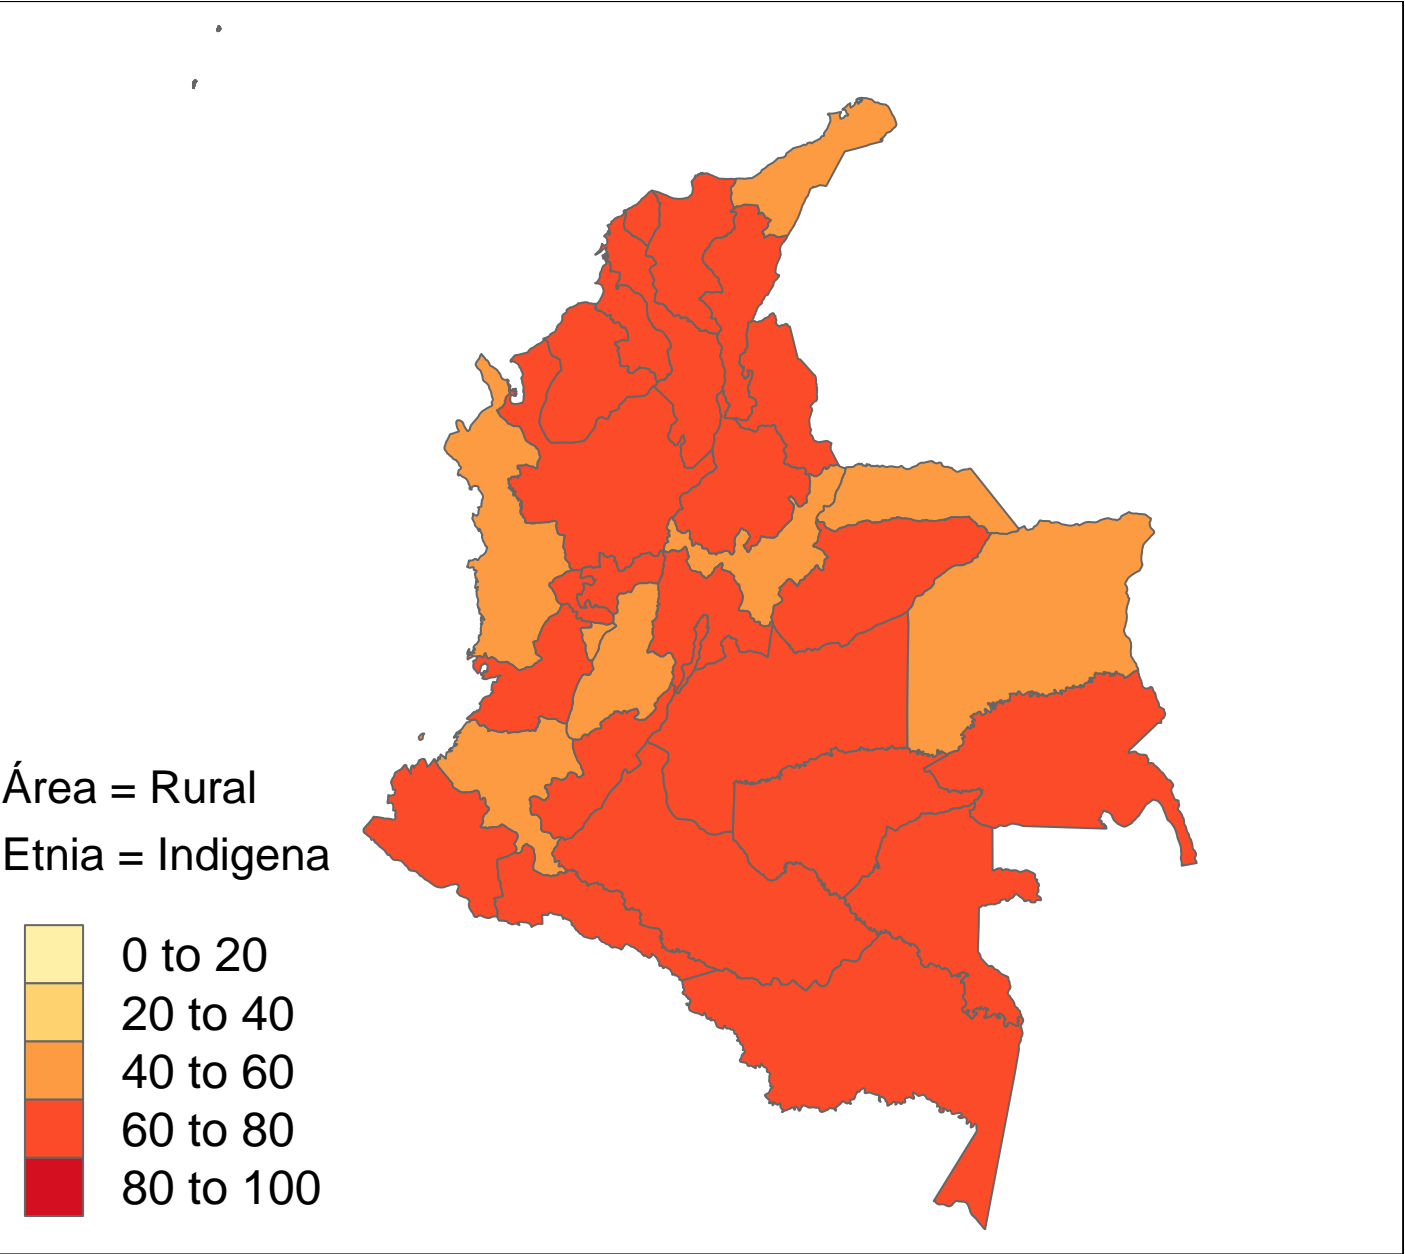 Área = Rural
Etnia = Indigena
0 to 20
20 to 40
40 to 60
60 to 80
80 to 100